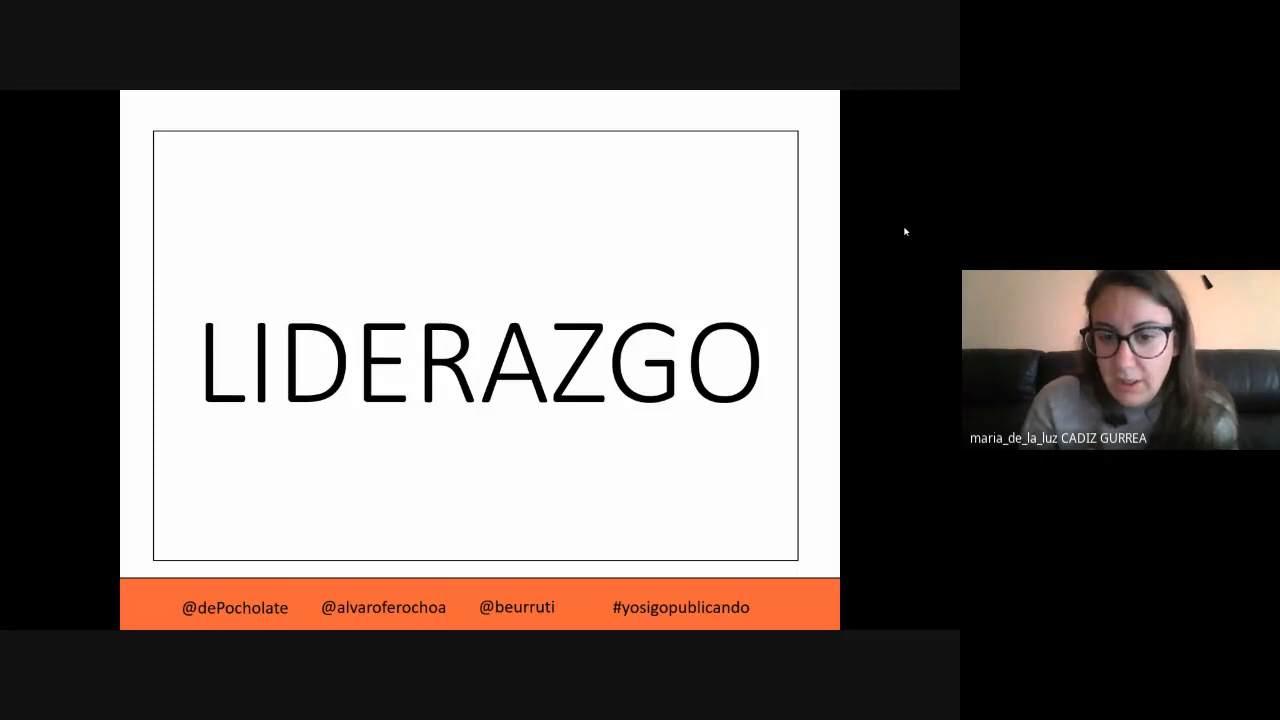 LIDERAZGO
@dePocholate @alvaroferochoa @beurruti #yosigopublicando
maria_de_la_luz CADIZ GURREA